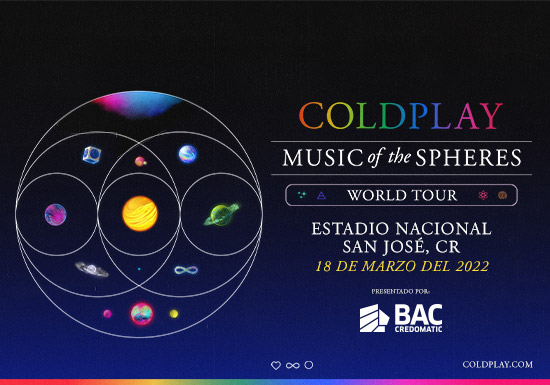 COLDPLAY
MUSIC of the SPHERES
WORLD TOUR
ESTADIO NACIONAL
SAN JOSÉ, CR
18 DE MARZO DEL 2022
PRESENTADO POR:
BAC
CREDOMATIC
COLDPLAY.COM